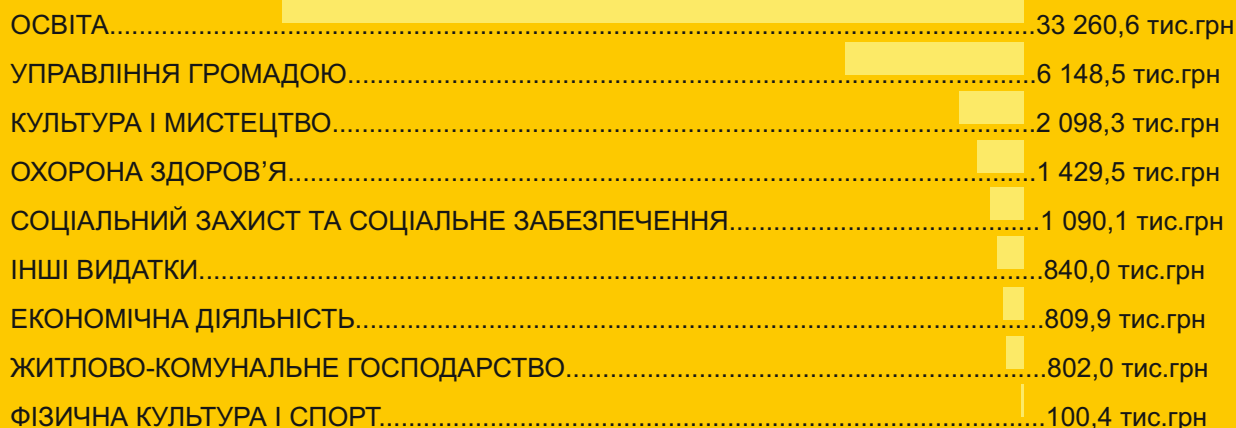 ОСВІТА....................................................................................................................................33 260,6 тис.грн
УПРАВЛІННЯ ГРОМАДОЮ.............................................................................................6 148,5 тис.грн
КУЛЬТУРА І МИСТЕЦТВО...............................................................................................2 098,3 тис.грн
ОХОРОНА ЗДОРОВ’Я.....................................................................................................1 429,5 тис.грн
СОЦІАЛЬНИЙ ЗАХИСТ ТА СОЦІАЛЬНЕ ЗАБЕЗПЕЧЕННЯ..........................................1 090,1 тис.грн
ІНШІ ВИДАТКИ.................................................................................................................840,0 тис.грн
ЕКОНОМІЧНА ДІЯЛЬНІСТЬ............................................................................................809,9 тис.грн
ЖИТЛОВО-КОМУНАЛЬНЕ ГОСПОДАРСТВО................................................................802,0 тис.грн
ФІЗИЧНА КУЛЬТУРА І СПОРТ.........................................................................................100,4 тис.грн